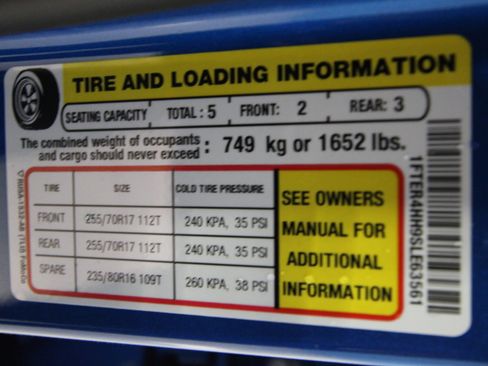 TIRE AND LOADING INFORMATION
SEATING CAPACITY TOTAL : 5 FRONT: 2 REAR: 3
The combined weight of occupants
and cargo should never exceed : 749 kg or 1652 lbs.
TIRE SIZE COLD TIRE PRESSURE
FRONT 255/70R17 112T 240 KPA, 35 PSI
REAR 255/70R17 112T 240 KPA, 35 PSI
SPARE 235/80R16 109T 260 KPA, 38 PSI
SEE OWNERS
MANUAL FOR
ADDITIONAL
INFORMATION
1FTER4HH9SLE63561